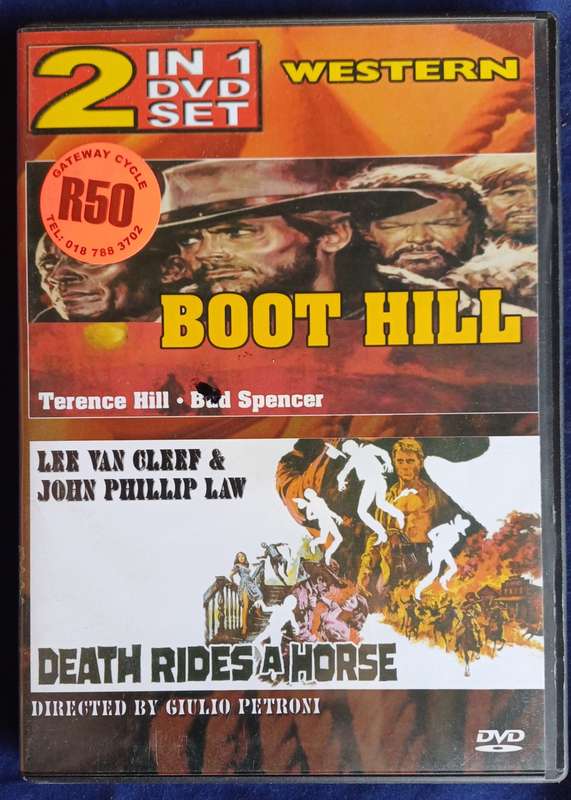 2 IN 1
DVD
SET
WESTERN
GATEWAY CYCLE
R50
TEL: 018 788 3702
BOOT HILL
Terence Hill • Bud Spencer
LEE VAN CLEEF &
JOHN PHILLIP LAW
DEATH RIDES A HORSE
DIRECTED BY GIULIO PETRONI
DVD